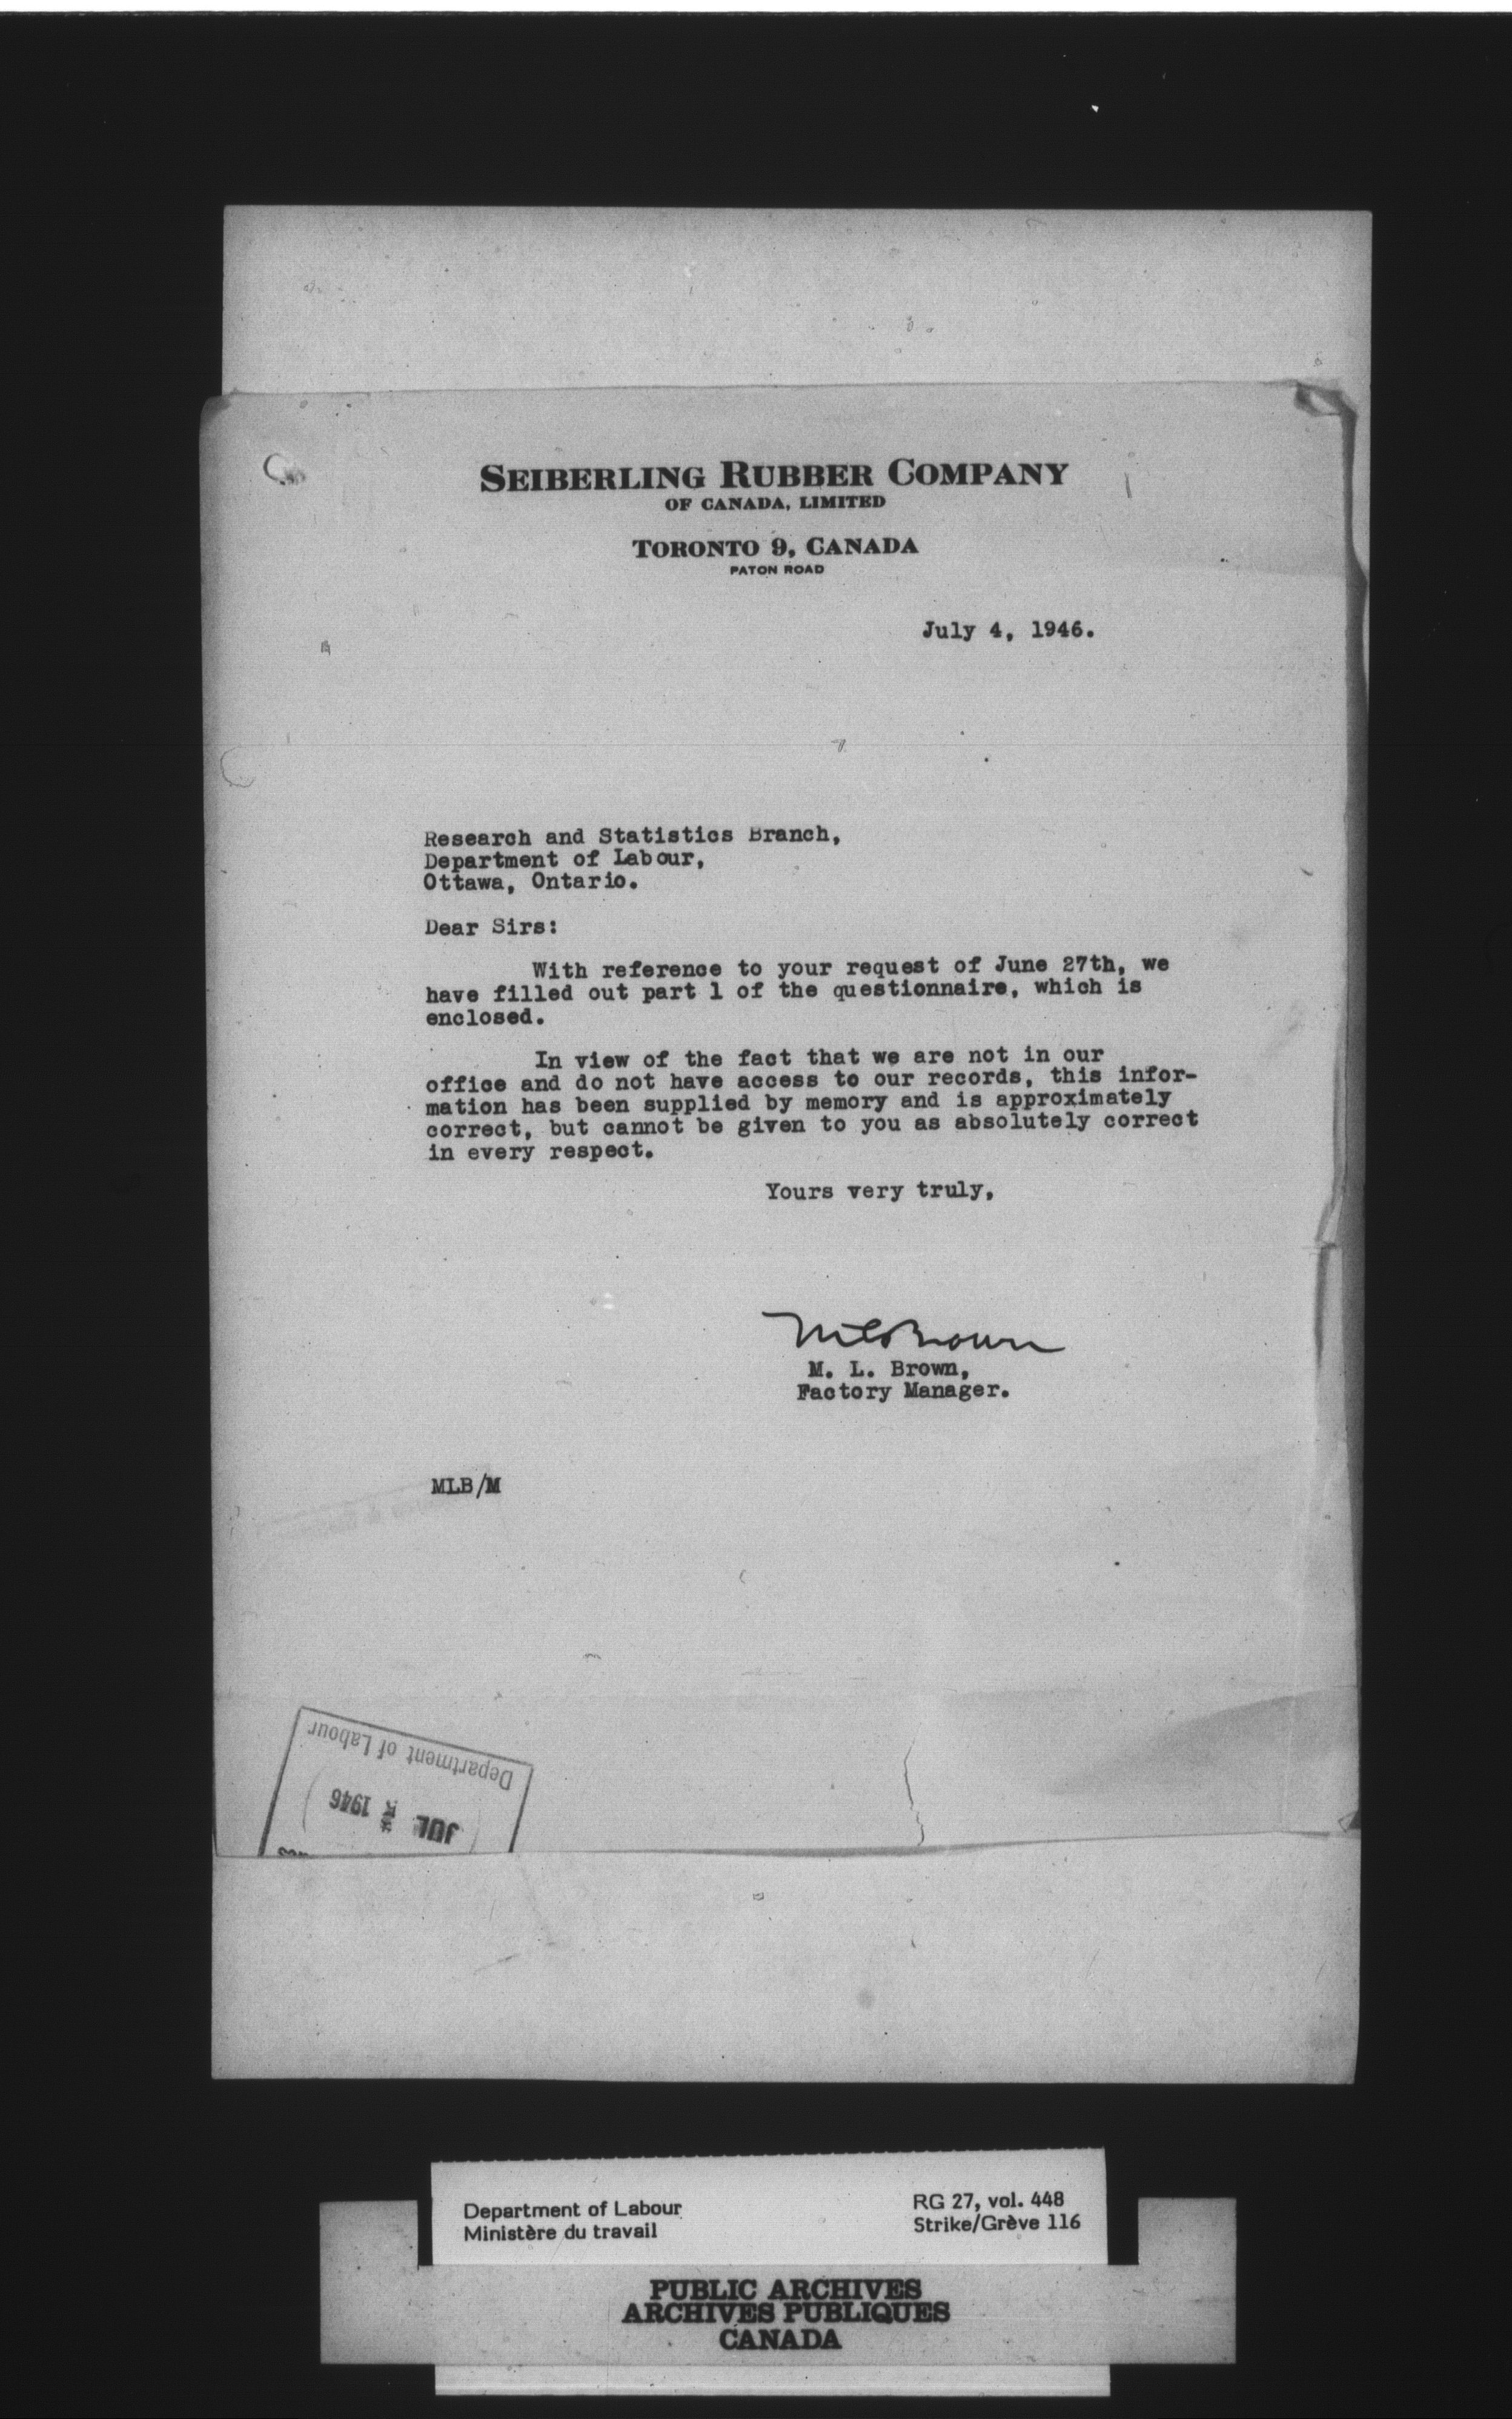 SEIBERLING RUBBER COMPANY
OF CANADA, LIMITED
TORONTO 9, CANADA
PATON ROAD
July 4, 1946.
Research and Statistics Branch,
Department of Labour,
Ottawa, Ontario.
Dear Sirs:
With reference to your request of June 27th, we
have filled out part 1 of the questionnaire, which is
enclosed.
In view of the fact that we are not in our
office and do not have access to our records, this infor-
mation has been supplied by memory and is approximately
correct, but cannot be given to you as absolutely correct
in every respect.
Yours very truly,
MLBrown
M. L. Brown,
Factory Manager.
MLB/M
Department of Labour
JUL 1946
Department of Labour
Ministère du travail
RG 27, vol. 448
Strike/Grève 116
PUBLIC ARCHIVES
ARCHIVES PUBLIQUES
CANADA